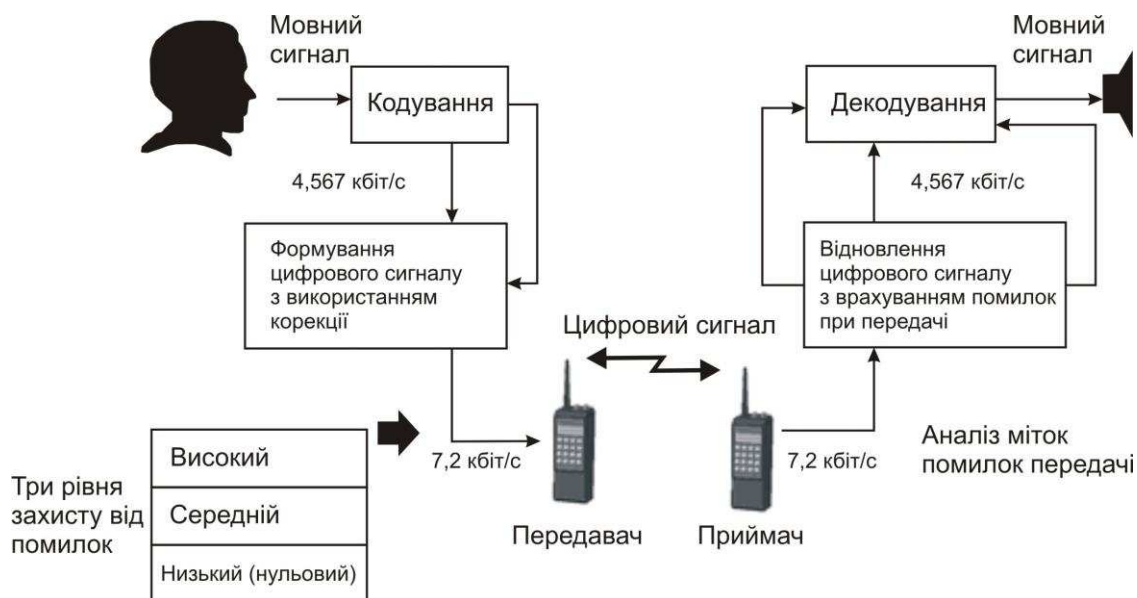 Мовний
сигнал
Кодування
4,567 кбіт/с
Формування
цифрового сигналу
з використанням
корекції
7,2 кбіт/с
Три рівня
захисту від
помилок
Високий
Середній
Низький (нульовий)
Цифровий сигнал
Передавач
Приймач
Мовний
сигнал
Декодування
4,567 кбіт/с
Відновлення
цифрового сигналу
з врахуванням помилок
при передачі
7,2 кбіт/с
Аналіз міток
помилок передачі